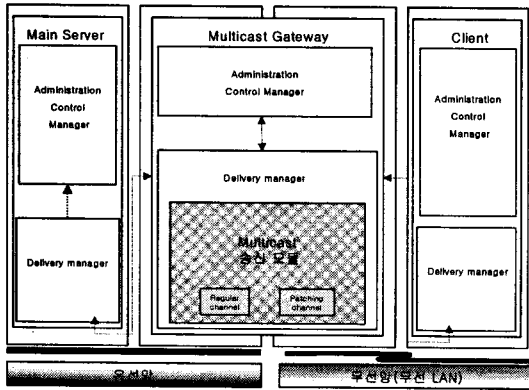 Main Server
Administration
Control
Manager
Delivery manager
Multicast Gateway
Administration
Control Manager
Delivery manager
Multicast
송신 모델
Regular
channel
Patching
channel
Client
Administration
Control
Manager
Delivery manager
유선망
무선망(무선 LAN)